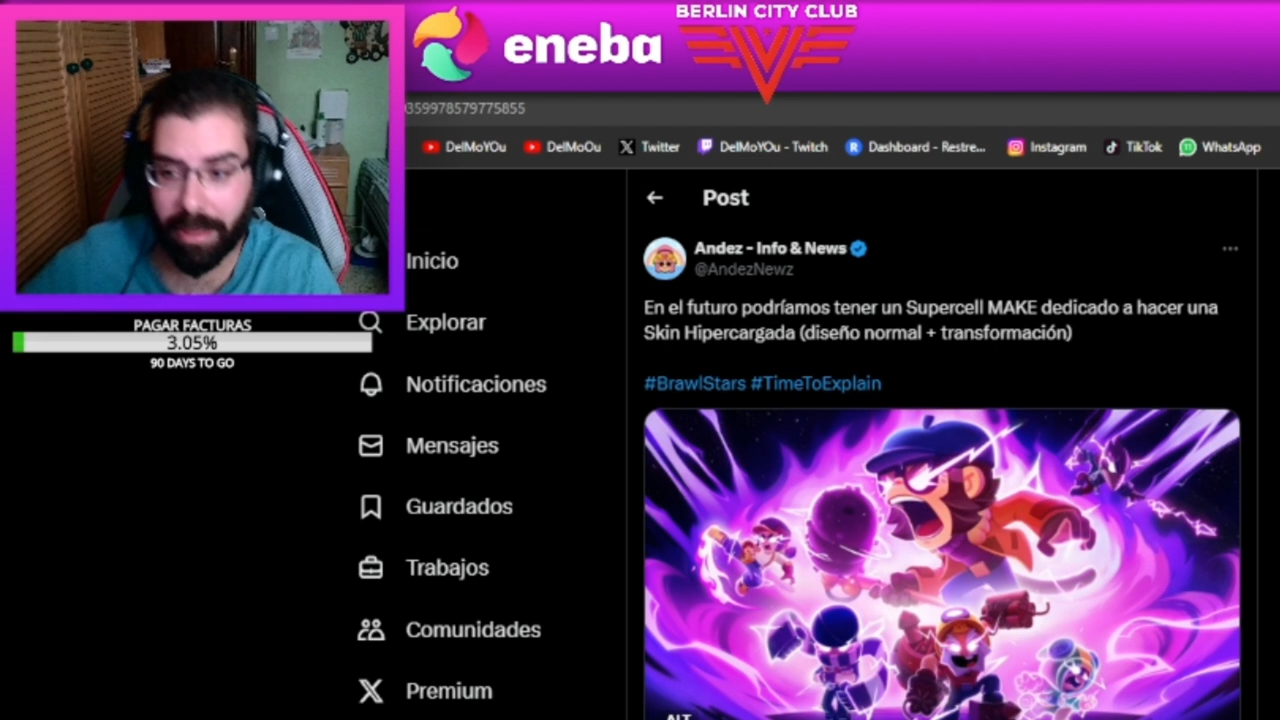 BERLIN CITY CLUB
eneba
359978579775855
DelMoYOu
DelMoOu
Twitter
DelMoYOu - Twitch
Dashboard - Restre...
Instagram
TikTok
WhatsApp
Post
Andez - Info & News
@AndezNewz
En el futuro podríamos tener un Supercell MAKE dedicado a hacer una
Skin Hipercargada (diseño normal + transformación)
#BrawlStars #TimeToExplain
ALT
PAGAR FACTURAS
3.05%
90 DAYS TO GO
Inicio
Explorar
Notificaciones
Mensajes
Guardados
Trabajos
Comunidades
Premium